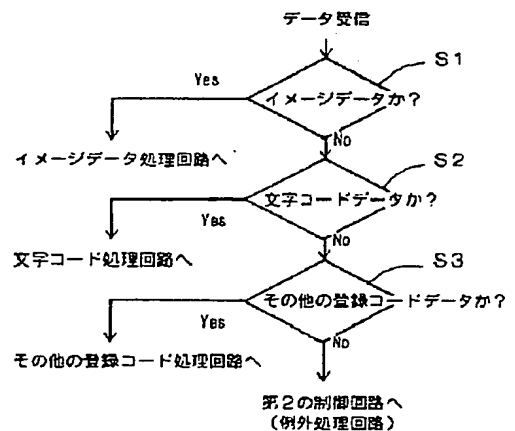 データ受信
S1
Yes
イメージデータか?
No
イメージデータ処理回路へ
S2
文字コードデータか?
Yes
No
文字コード処理回路へ
S3
その他の登録コードデータか?
Yes
No
その他の登録コード処理回路へ
第2の制御回路へ
(例外処理回路)